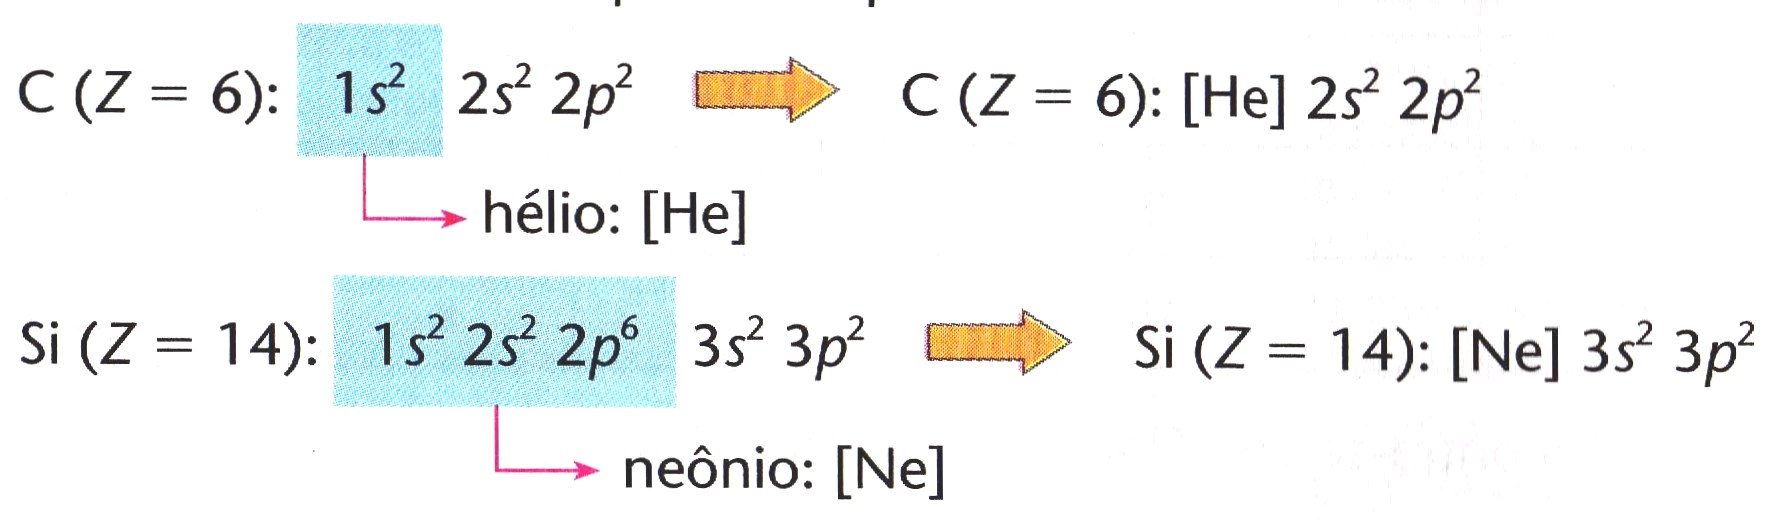 C (Z = 6): 1s² 2s² 2p² C (Z = 6): [He] 2s² 2p²
hélio: [He]
Si (Z = 14): 1s² 2s² 2p⁶ 3s² 3p² Si (Z = 14): [Ne] 3s² 3p²
neônio: [Ne]